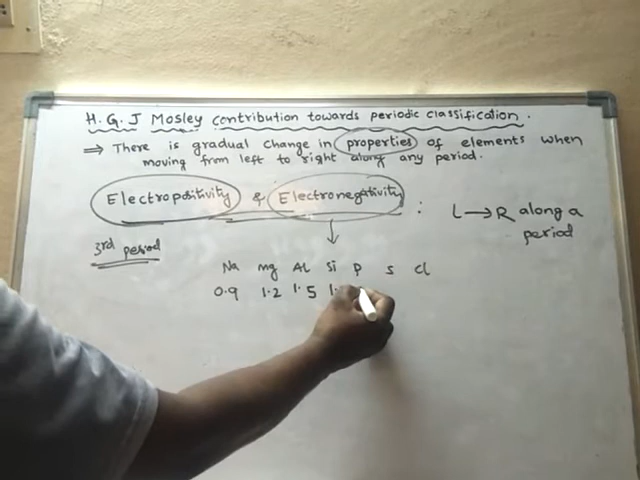 H. G. J Mosley contribution towards periodic classification.
⇒ There is gradual change in properties of elements when
moving from left to right along any period.
Electropositivity & Electronegativity :
L → R along a
period
3rd period
Na mg Al Si P s Cl
0.9 1.2 1.5 1.